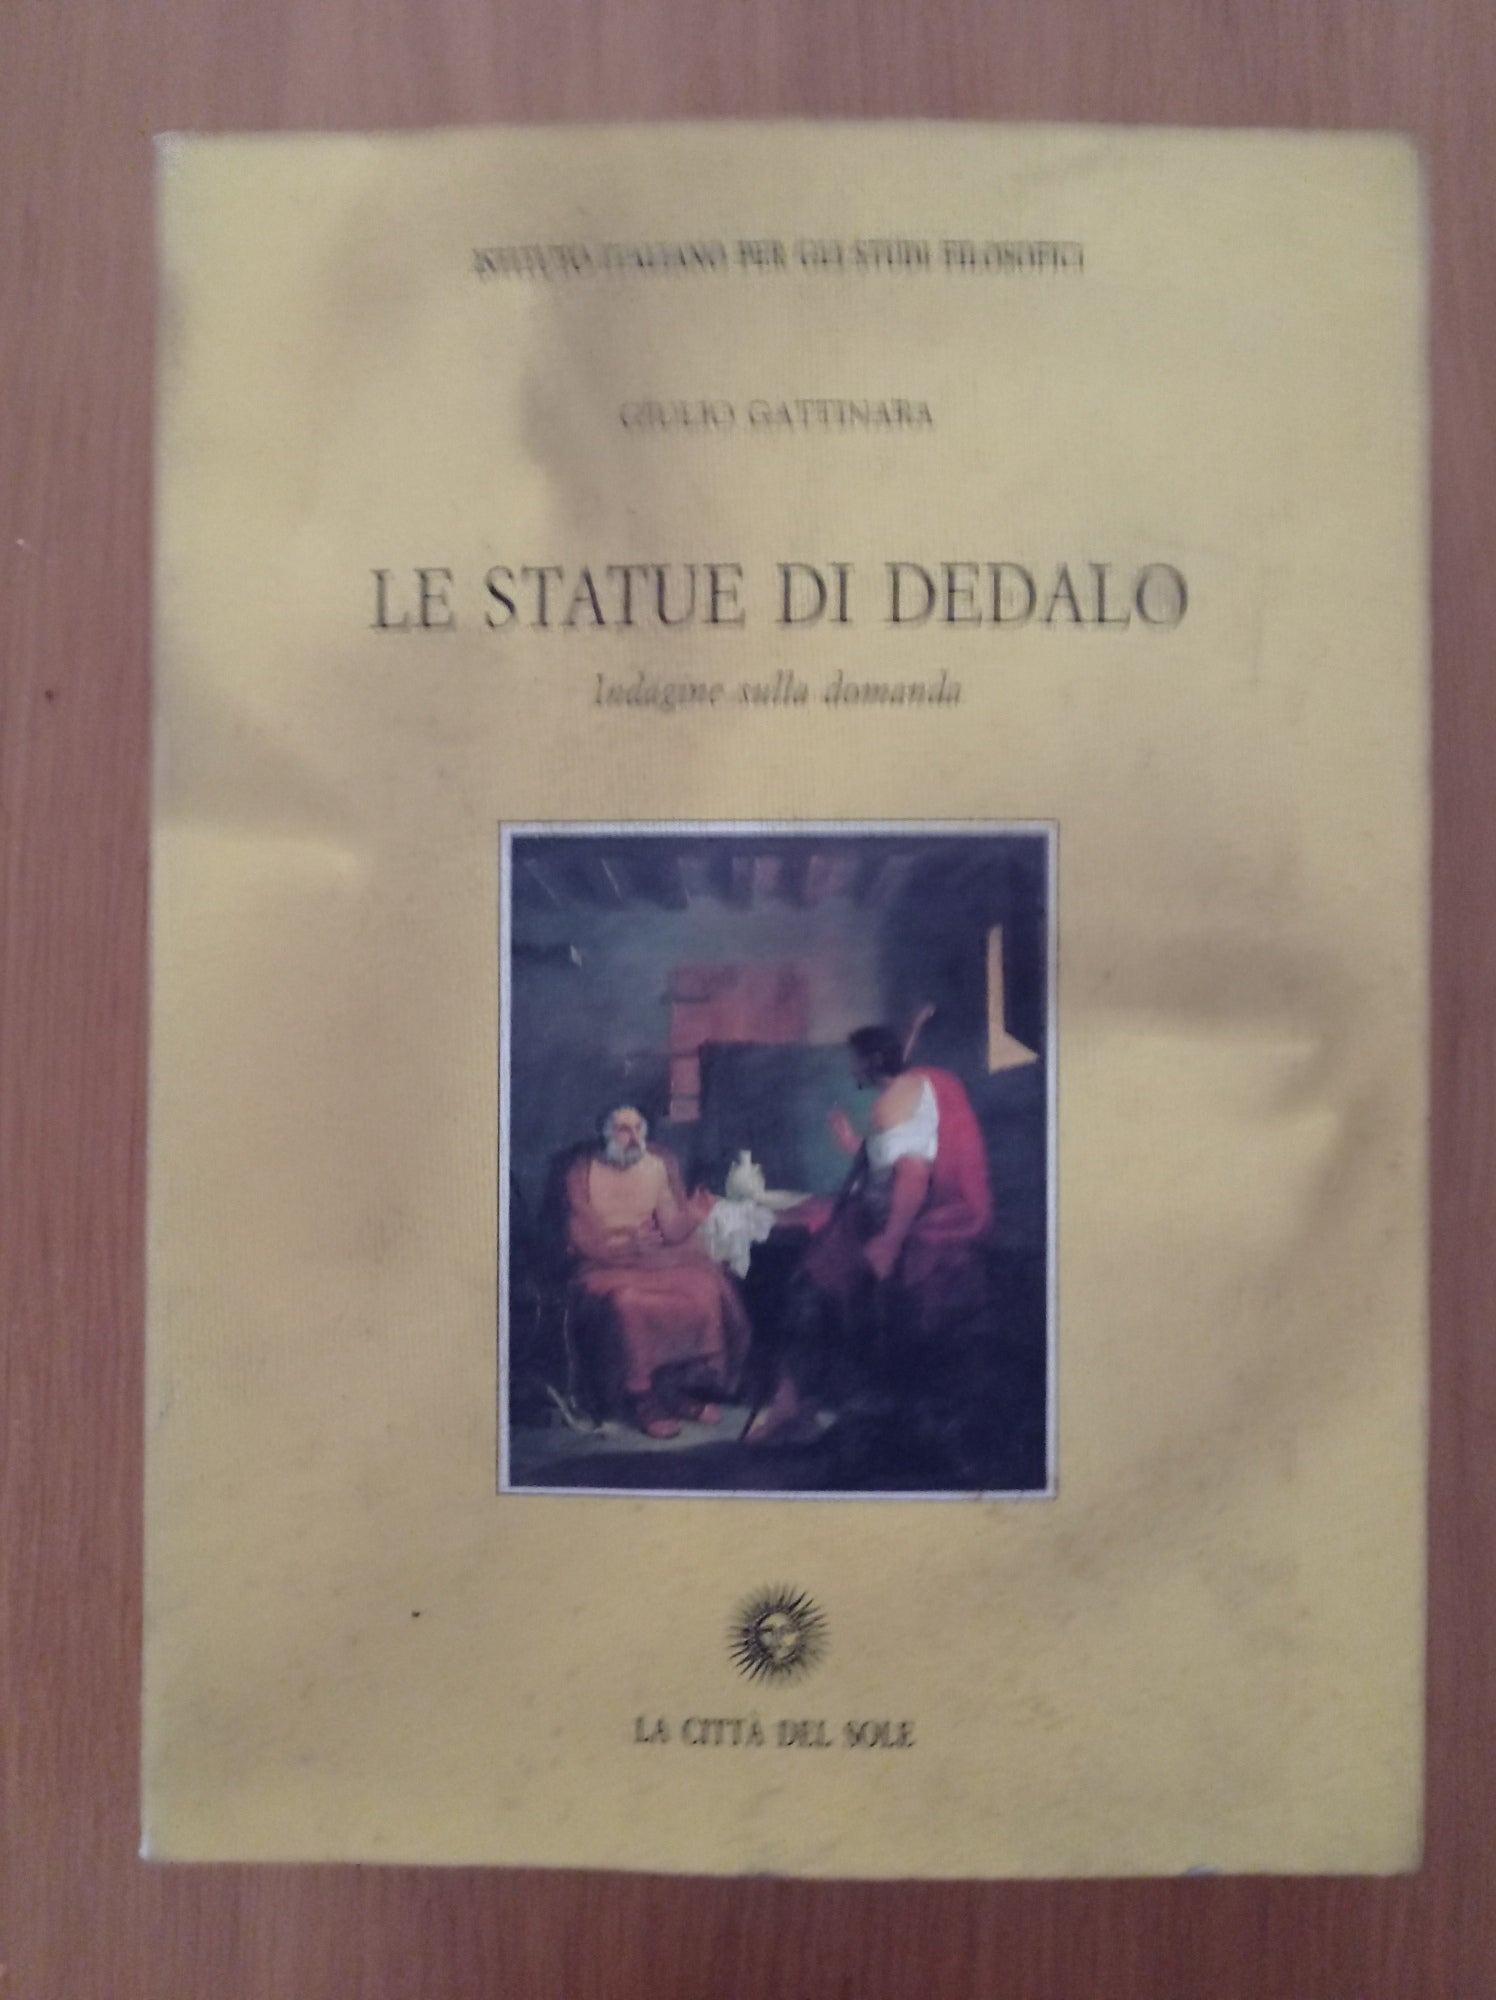 ISTITUTO ITALIANO PER GLI STUDI FILOSOFICI
GIULIO GATTINARA
LE STATUE DI DEDALO
Indagine sulla domanda
LA CITTÀ DEL SOLE